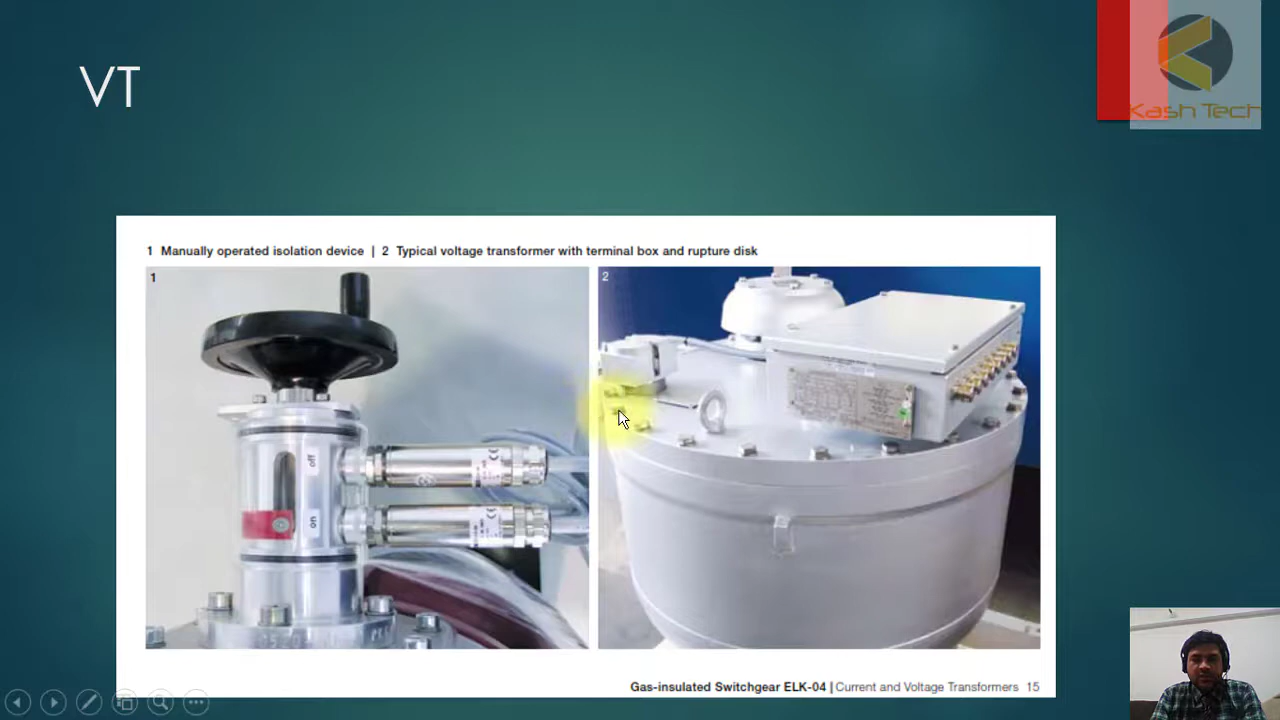 VT
Kash Tech
1 Manually operated isolation device | 2 Typical voltage transformer with terminal box and rupture disk
1
2
off
on
Gas-insulated Switchgear ELK-04 | Current and Voltage Transformers 15